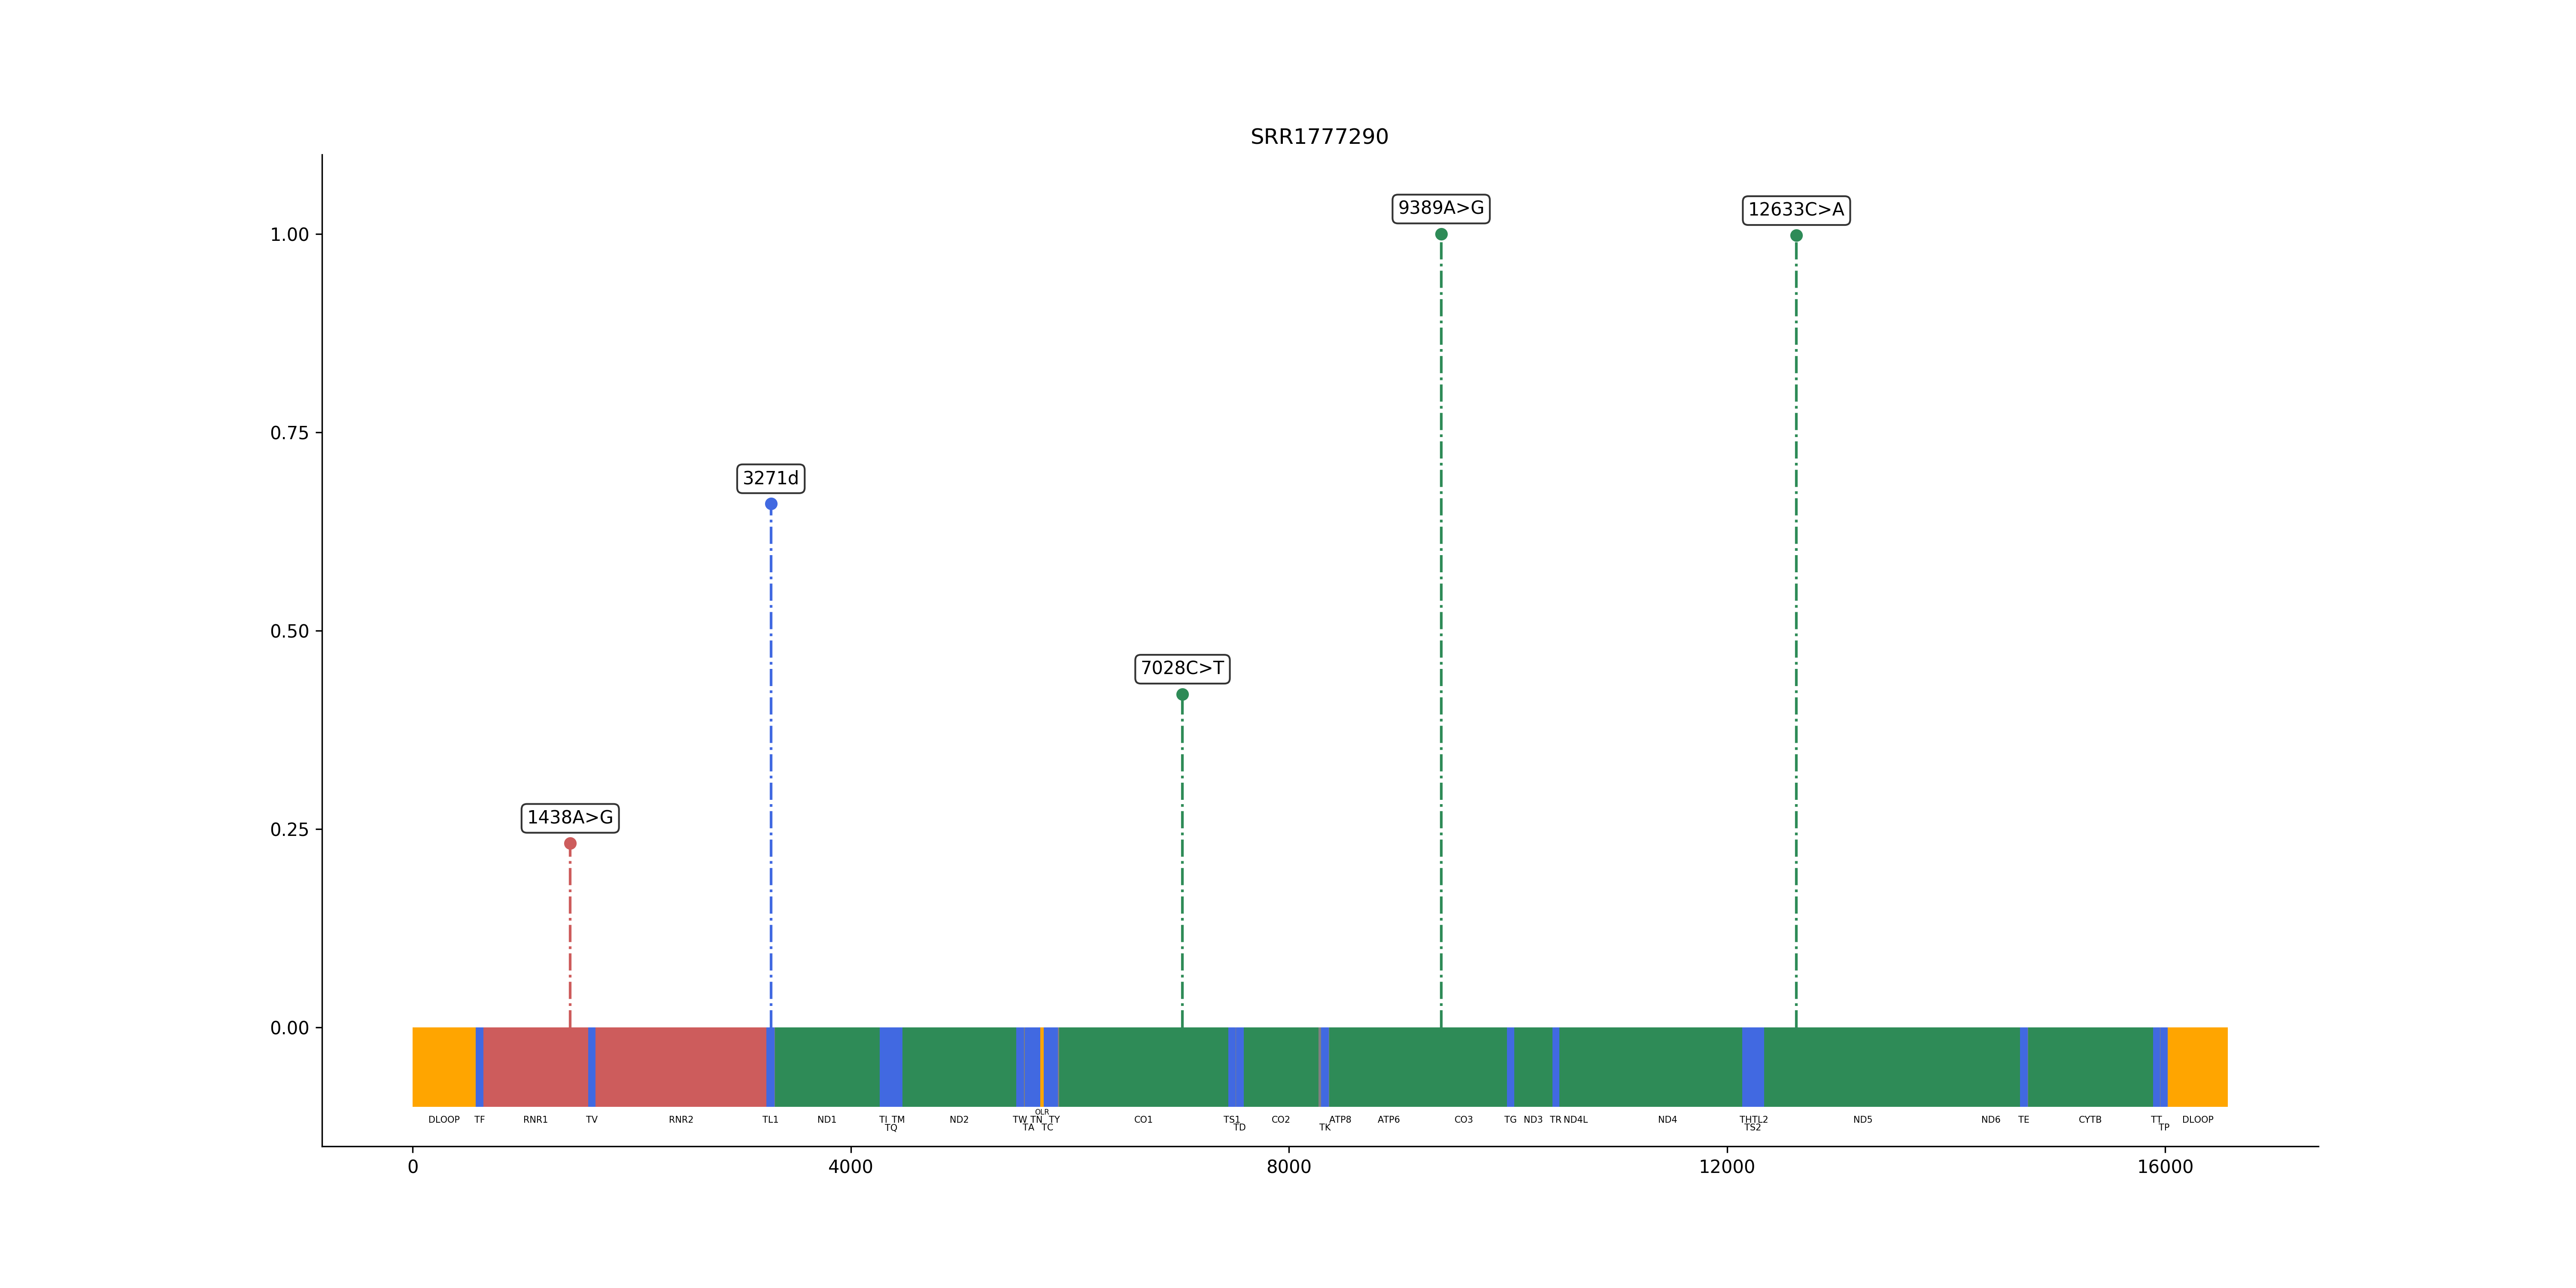 SRR1777290
1.00
0.75
0.50
0.25
0.00
9389A>G
12633C>A
3271d
7028C>T
1438A>G
OLR
DLOOP TF RNR1 TV RNR2 TL1 ND1 TI TM ND2 TW TN TY CO1 TS1 CO2 ATP8 ATP6 CO3 TG ND3 TR ND4L ND4 TH TL2 ND5 ND6 TE CYTB TT DLOOP
TQ TA TC TD TK TS2 TP
0 4000 8000 12000 16000